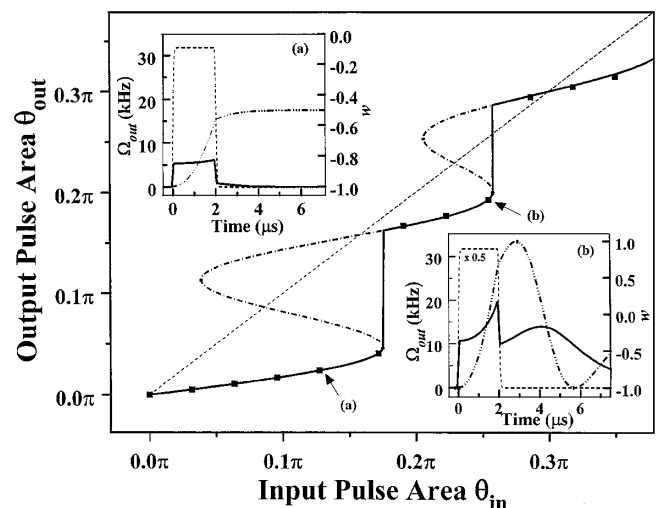 Output Pulse Area θout
0.3π
0.2π
0.1π
0.0π
0.0π 0.1π 0.2π 0.3π
Input Pulse Area θin
(a)
Ωout (kHz)
30
25
20
15
10
5
0
0.0
-0.2
-0.4
-0.6
-0.8
-1.0
w
0 2 4 6
Time (μs)
(b)
x 0.5
Ωout (kHz)
30
20
10
0
1.0
0.5
0.0
-0.5
-1.0
w
0 2 4 6
Time (μs)
(a)
(b)